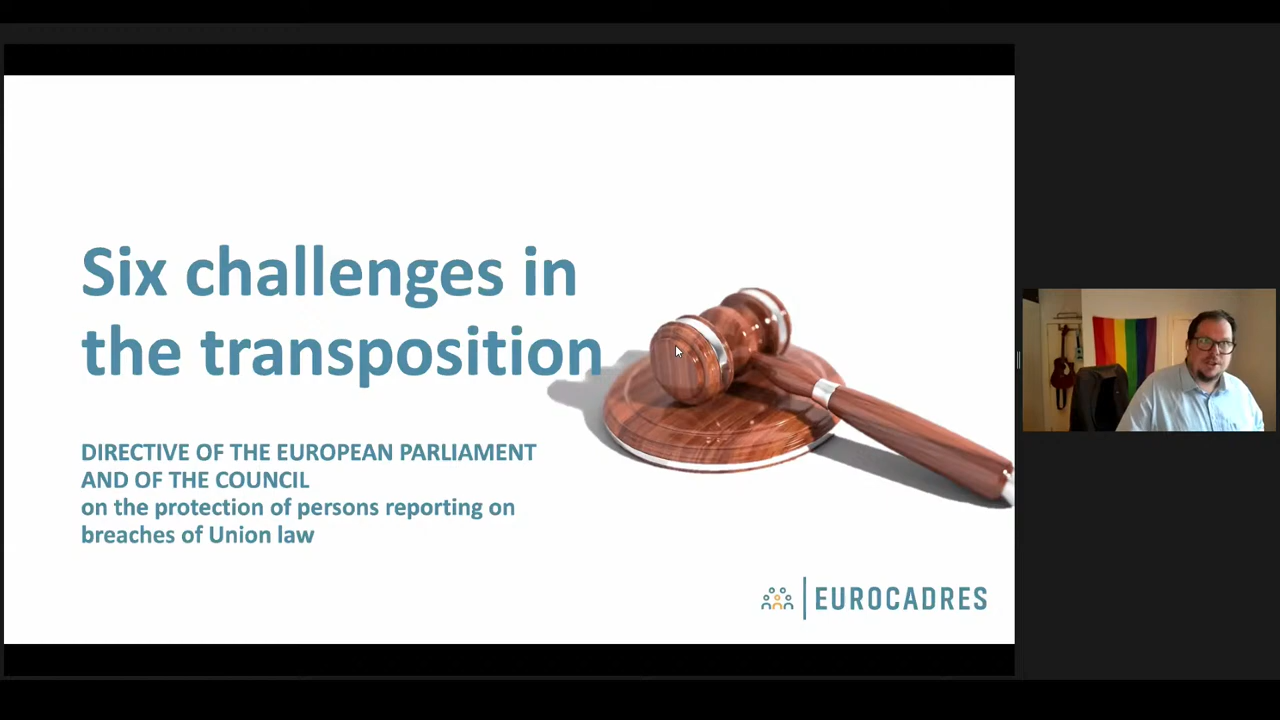 Six challenges in
the transposition
DIRECTIVE OF THE EUROPEAN PARLIAMENT
AND OF THE COUNCIL
on the protection of persons reporting on
breaches of Union law
EUROCADRES